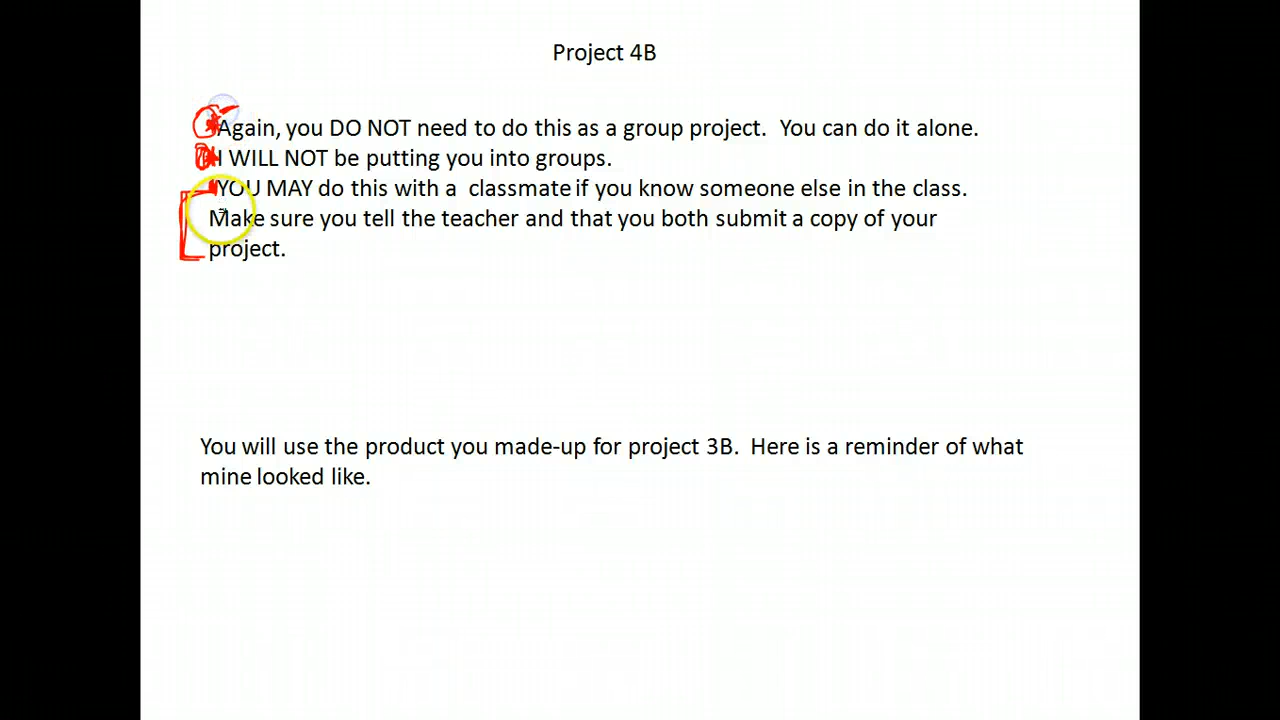 Project 4B
Again, you DO NOT need to do this as a group project. You can do it alone.
I WILL NOT be putting you into groups.
YOU MAY do this with a classmate if you know someone else in the class.
Make sure you tell the teacher and that you both submit a copy of your
project.
You will use the product you made-up for project 3B. Here is a reminder of what
mine looked like.